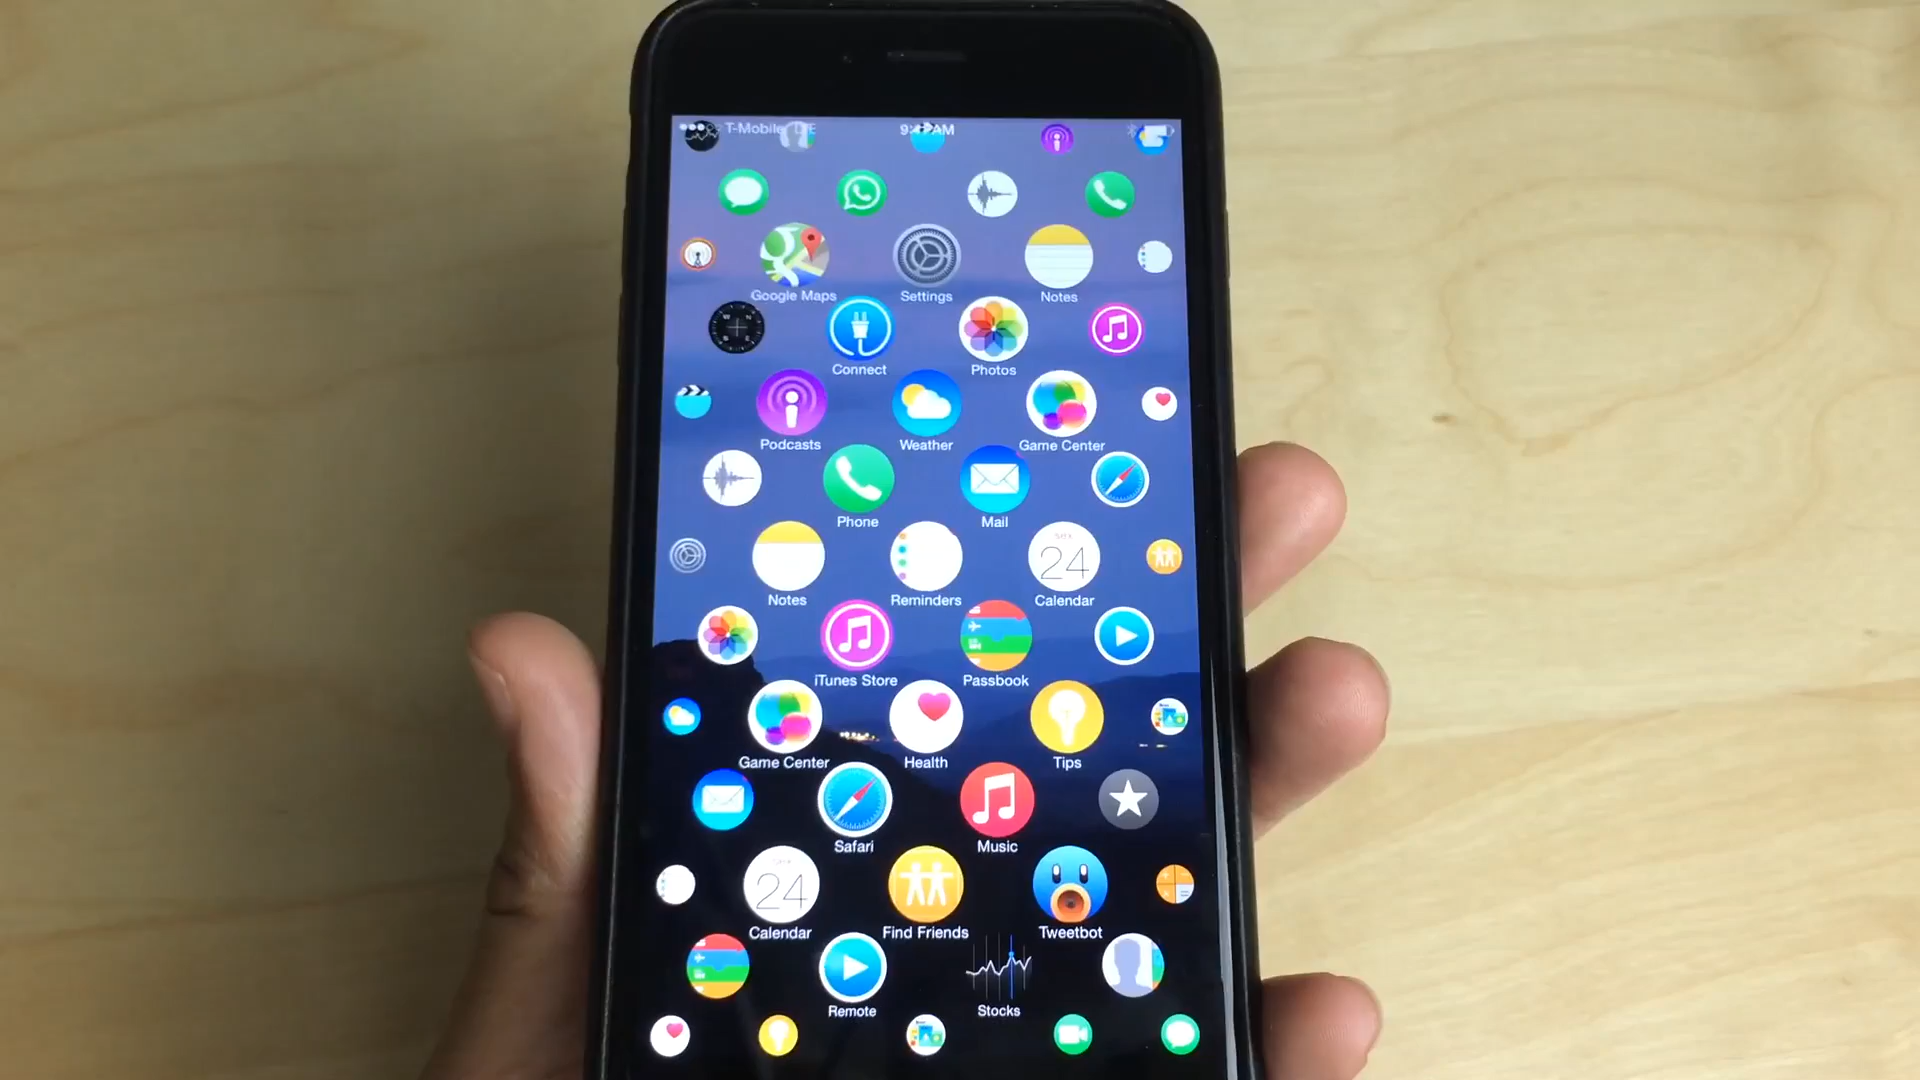 T-Mobile
AM
Google Maps Settings Notes
Connect Photos
Podcasts Weather Game Center
Phone Mail
24
Notes Reminders Calendar
iTunes Store Passbook
Game Center Health Tips
Safari Music
24
Calendar Find Friends Tweetbot
Remote Stocks